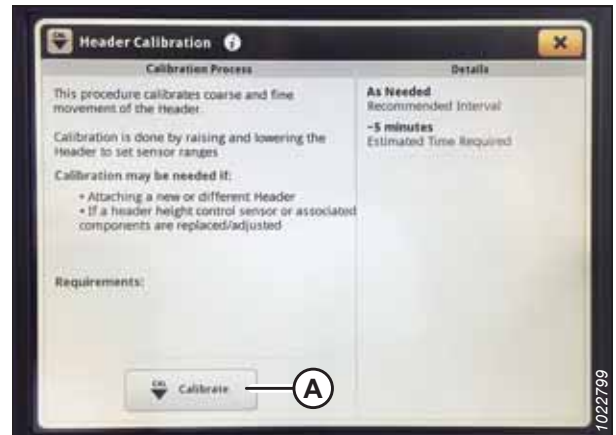 CAL Header Calibration i X
Calibration Process
Details
This procedure calibrates coarse and fine
movement of the Header
Calibration is done by raising and lowering the
Header to set sensor ranges
Calibration may be needed if:
• Attaching a new or different Header
• If a header height control sensor or associated
components are replaced/adjusted
Requirements:
As Needed
Recommended Interval
~5 minutes
Estimated Time Required
CAL Calibrate
A
1022799